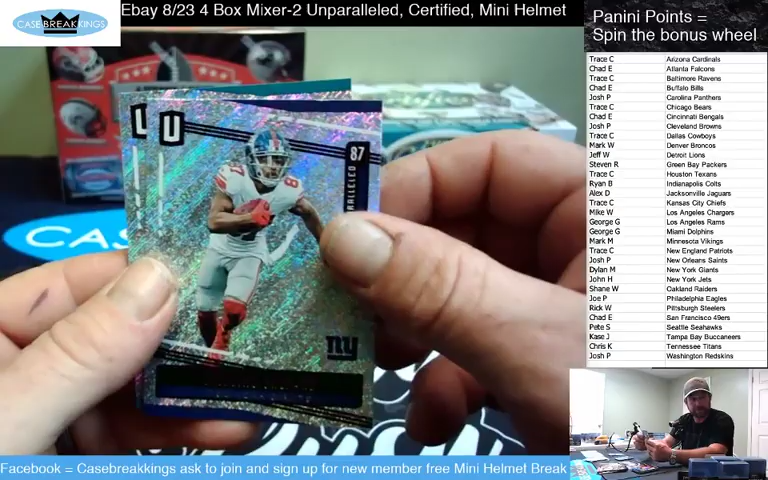 Ebay 8/23 4 Box Mixer-2 Unparalleled, Certified, Mini Helmet
CASEBREAKKINGS
Panini Points =
Spin the bonus wheel
Trace C Arizona Cardinals
Chad E Atlanta Falcons
Trace C Baltimore Ravens
Chad E Buffalo Bills
Josh P Carolina Panthers
Trace C Chicago Bears
Chad E Cincinnati Bengals
Josh P Cleveland Browns
Trace C Dallas Cowboys
Mark W Denver Broncos
Jeff W Detroit Lions
Steven R Green Bay Packers
Trace C Houston Texans
Ryan B Indianapolis Colts
Alex D Jacksonville Jaguars
Trace C Kansas City Chiefs
Mike W Los Angeles Chargers
George G Los Angeles Rams
George G Miami Dolphins
Mark M Minnesota Vikings
Trace C New England Patriots
Josh P New Orleans Saints
Dylan M New York Giants
John H New York Jets
Shane W Oakland Raiders
Joe P Philadelphia Eagles
Rick W Pittsburgh Steelers
Chad E San Francisco 49ers
Pete S Seattle Seahawks
Kase J Tampa Bay Buccaneers
Chris K Tennessee Titans
Josh P Washington Redskins
U
87
87
ny
CAS
Facebook = Casebreakkings ask to join and sign up for new member free Mini Helmet Break